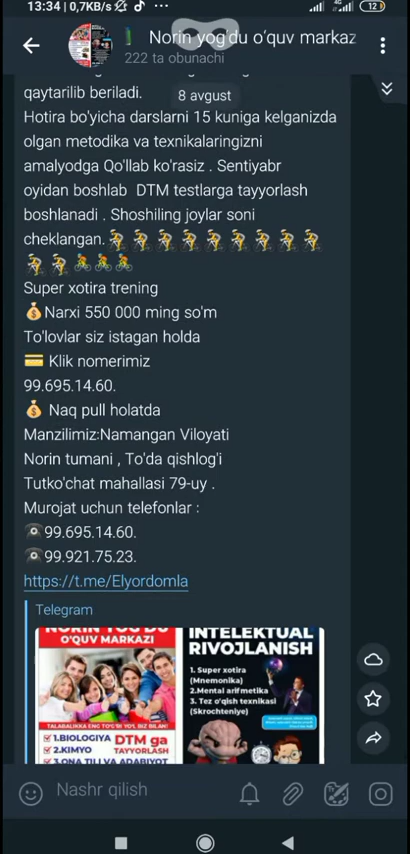 13:34 | 0,7KB/s
12
Norin yog'du o'quv markaz
222 ta obunachi
qaytarilib beriladi.
8 avgust
Hotira bo'yicha darslarni 15 kuniga kelganizda
olgan metodika va texnikalaringizni
amalyodga Qo'llab ko'rasiz . Sentiyabr
oyidan boshlab DTM testlarga tayyorlash
boshlanadi . Shoshiling joylar soni
cheklangan.
Super xotira trening
Narxi 550 000 ming so'm
To'lovlar siz istagan holda
Klik nomerimiz
99.695.14.60.
Naq pull holatda
Manzilimiz:Namangan Viloyati
Norin tumani , To'da qishlog'i
Tutko'chat mahallasi 79-uy .
Murojat uchun telefonlar :
99.695.14.60.
99.921.75.23.
https://t.me/Elyordomla
Telegram
NORIN YOG'DU
O'QUV MARKAZI
TALABALIKKA ENG TO'G'RI YO'L BIZ BILAN!
1.BIOLOGIYA
2.KIMYO
3.ONA TILI VA ADABIYOT
DTM ga
TAYYORLASH
INTELEKTUAL
RIVOJLANISH
1. Super xotira
(Mnemonika)
2.Mental arifmetika
3. Tez o'qish texnikasi
(Skrochteniye)
Nashr qilish